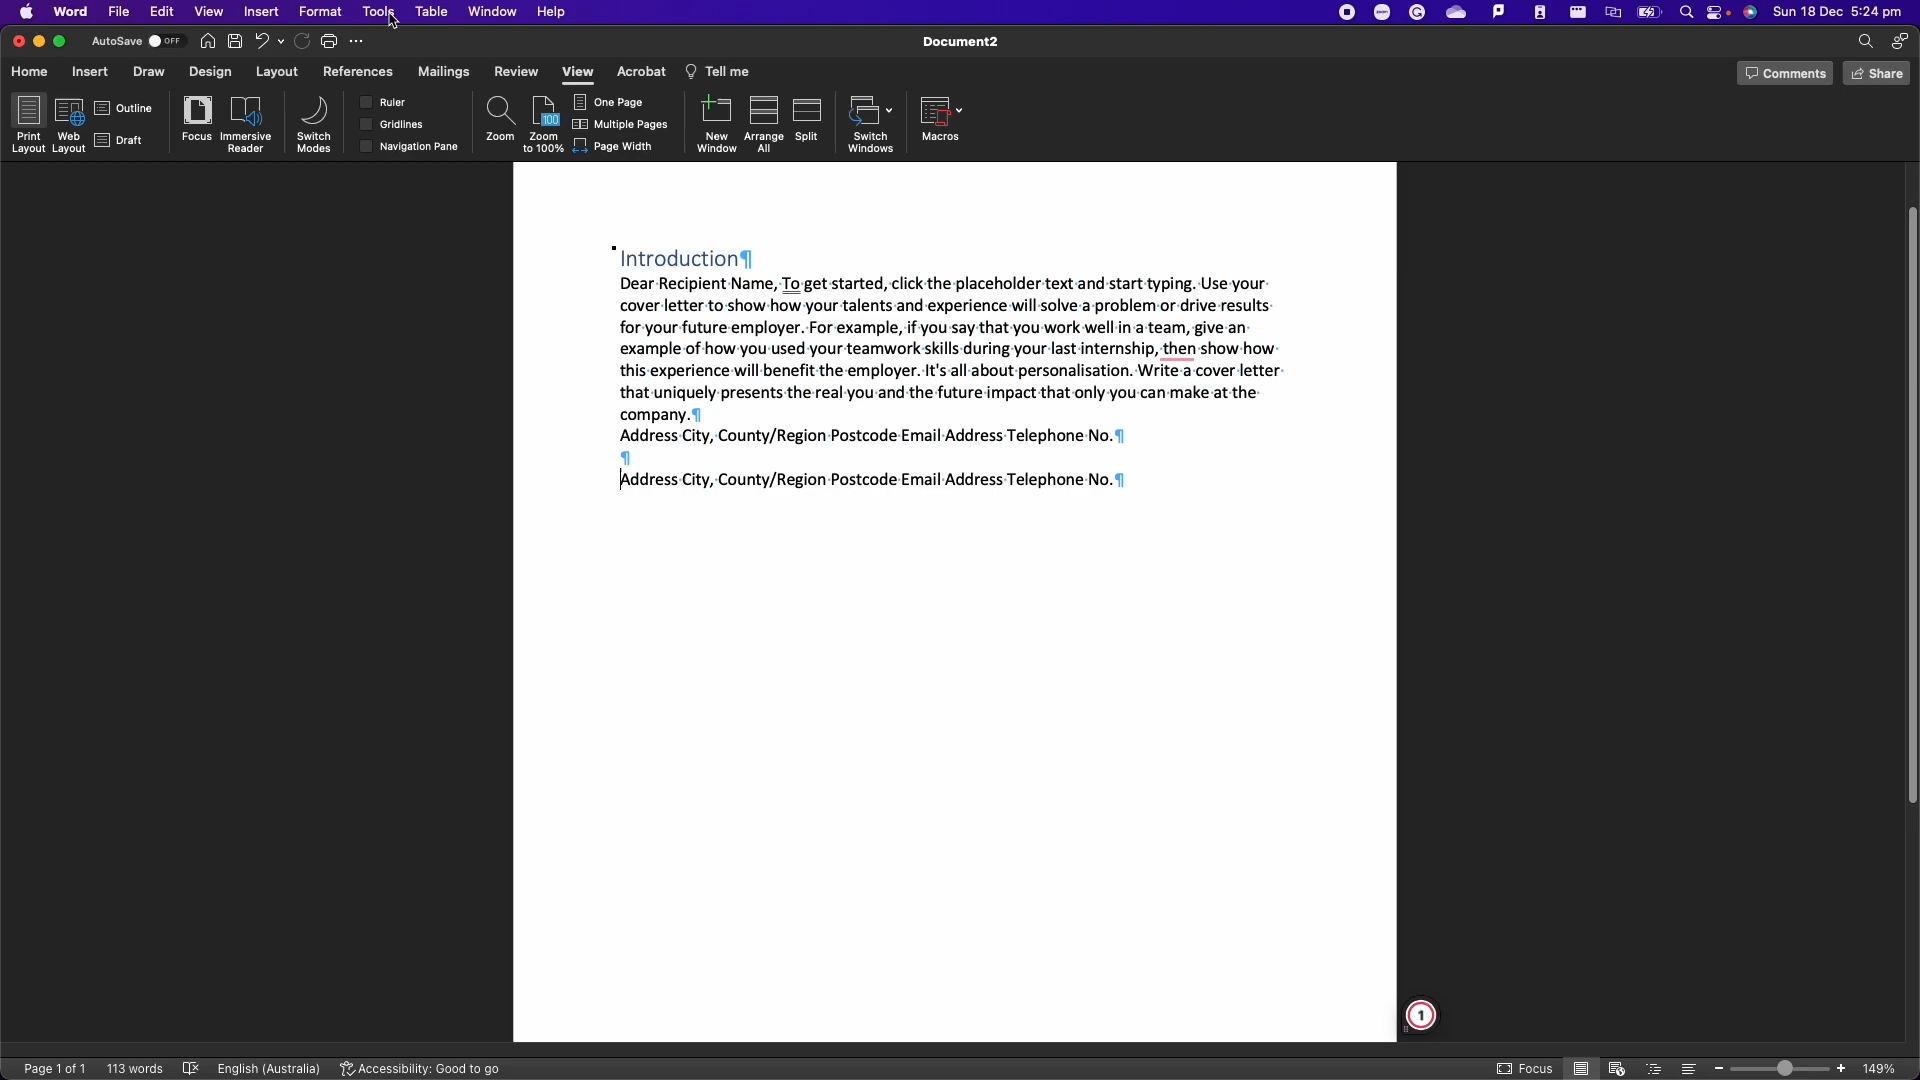 Word File Edit View Insert Format Tools Table Window Help Sun 18 Dec 5:24 pm
AutoSave OFF Document2
Home Insert Draw Design Layout References Mailings Review View Acrobat Tell me Comments Share
Print Layout
Web Layout
Outline
Draft
Focus
Immersive Reader
Switch Modes
Ruler
Gridlines
Navigation Pane
Zoom
100
Zoom to 100%
One Page
Multiple Pages
Page Width
New Window
Arrange All
Split
Switch Windows
Macros
Introduction¶
Dear Recipient Name, To get started, click the placeholder text and start typing. Use your
cover letter to show how your talents and experience will solve a problem or drive results
for your future employer. For example, if you say that you work well in a team, give an
example of how you used your teamwork skills during your last internship, then show how
this experience will benefit the employer. It's all about personalisation. Write a cover letter
that uniquely presents the real you and the future impact that only you can make at the
company.¶
Address City, County/Region Postcode Email Address Telephone No.¶
¶
Address City, County/Region Postcode Email Address Telephone No.¶
1
Page 1 of 1 113 words English (Australia) Accessibility: Good to go Focus 149%